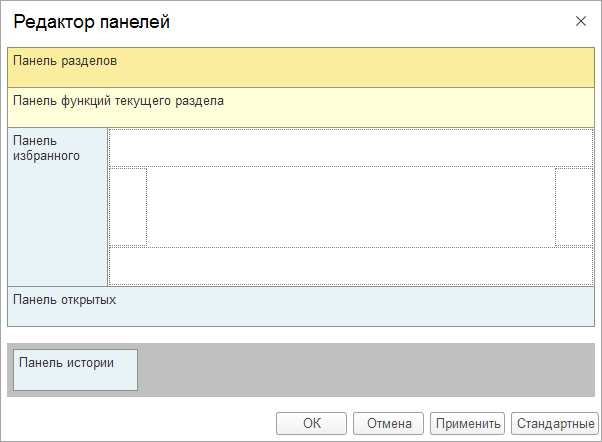 Редактор панелей
Панель разделов
Панель функций текущего раздела
Панель
избранного
Панель открытых
Панель истории
ОК
Отмена
Применить
Стандартные